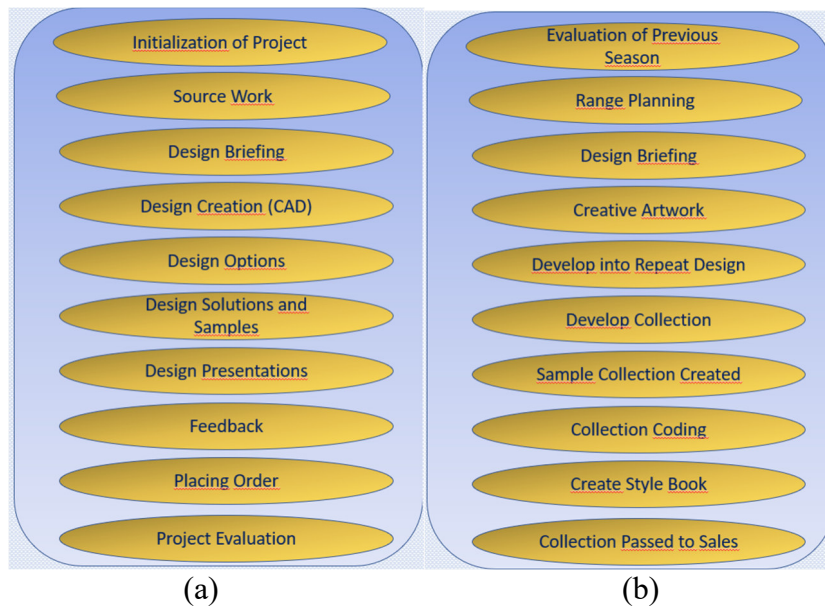 Initialization of Project
Source Work
Design Briefing
Design Creation (CAD)
Design Options
Design Solutions and
Samples
Design Presentations
Feedback
Placing Order
Project Evaluation
(a)
Evaluation of Previous
Season
Range Planning
Design Briefing
Creative Artwork
Develop into Repeat Design
Develop Collection
Sample Collection Created
Collection Coding
Create Style Book
Collection Passed to Sales
(b)